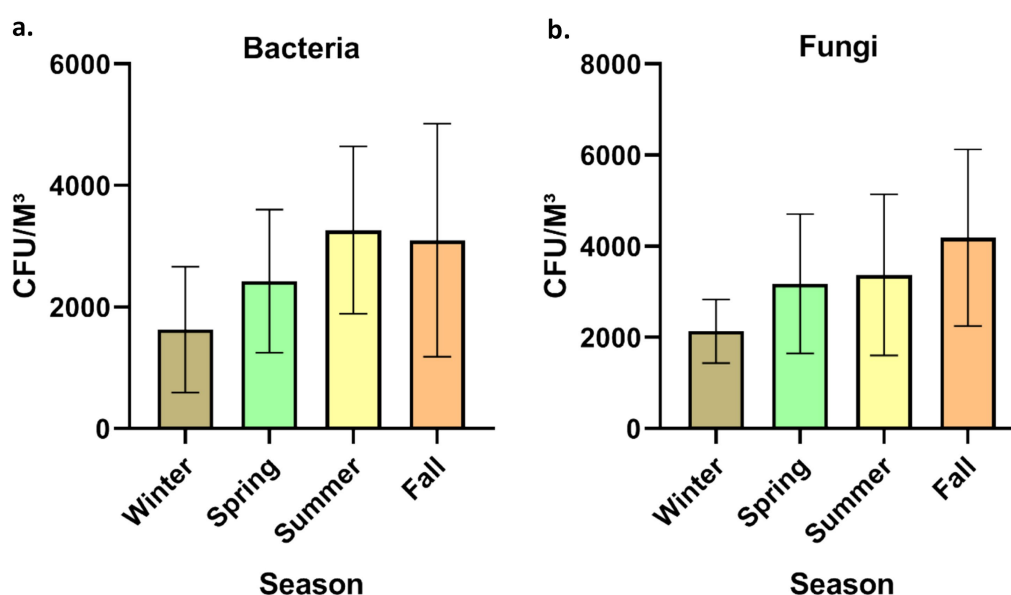 a.
Bacteria
6000
4000
2000
0
CFU/M³
Winter
Spring
Summer
Fall
Season
b.
Fungi
8000
6000
4000
2000
0
CFU/M³
Winter
Spring
Summer
Fall
Season